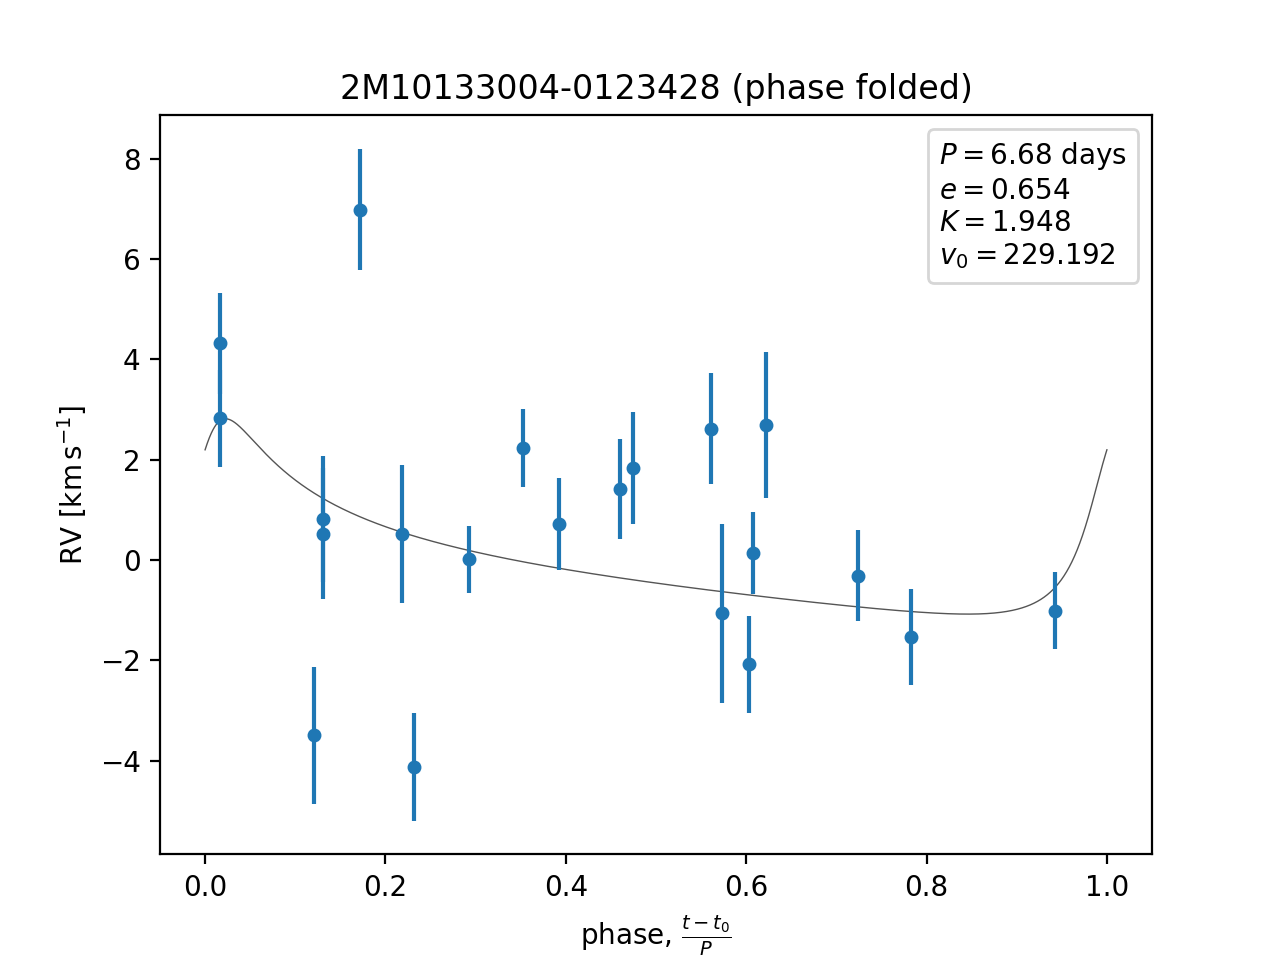 2M10133004-0123428 (phase folded)
P = 6.68 days
e = 0.654
K = 1.948
v₀ = 229.192
RV [km s⁻¹]
8
6
4
2
0
−2
−4
0.0 0.2 0.4 0.6 0.8 1.0
phase, (t − t₀)/P